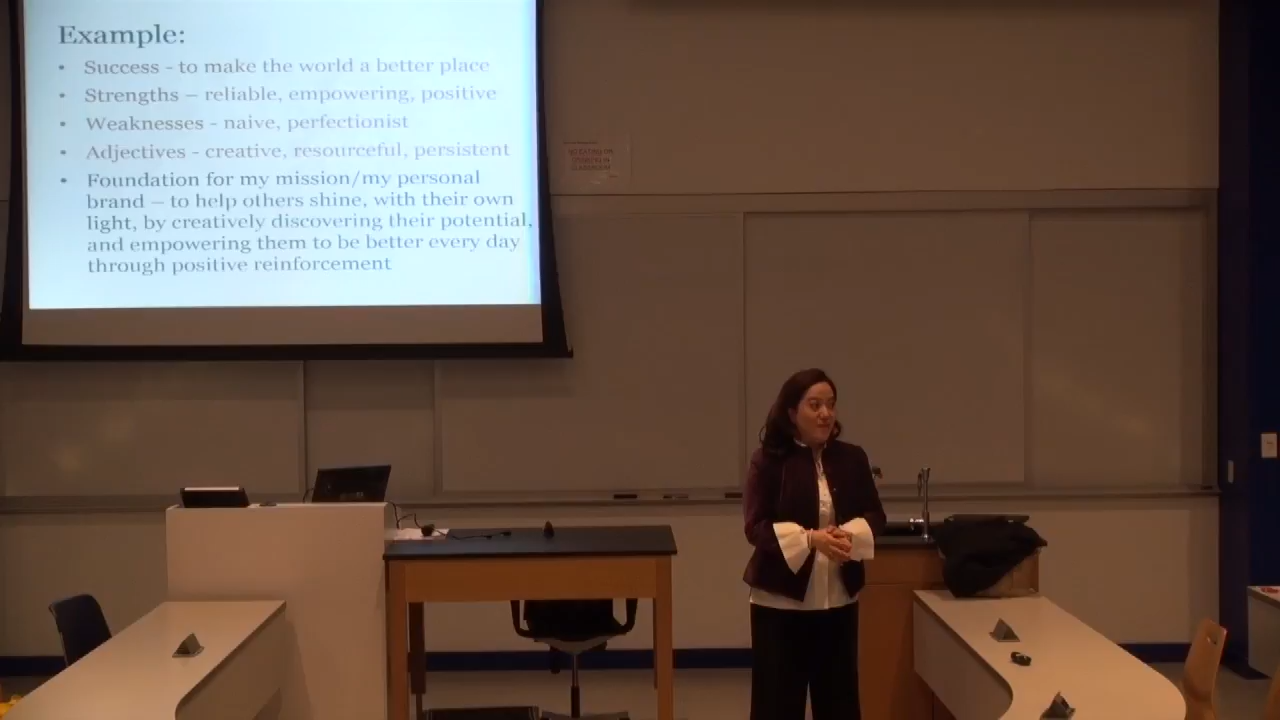 Example:
• Success - to make the world a better place
• Strengths – reliable, empowering, positive
• Weaknesses - naive, perfectionist
• Adjectives - creative, resourceful, persistent
• Foundation for my mission/my personal
brand – to help others shine, with their own
light, by creatively discovering their potential,
and empowering them to be better every day
through positive reinforcement